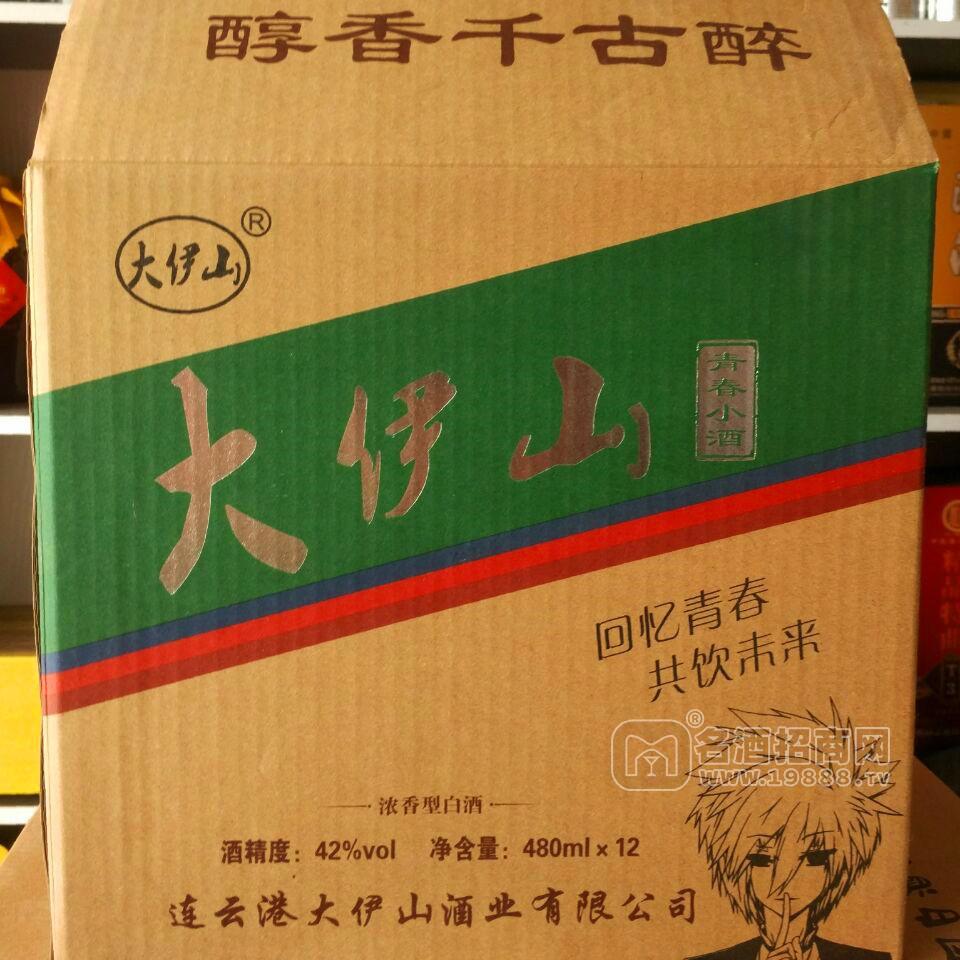 醇香千古醉
大伊山®
大伊山
青春小酒
回忆青春
共饮未来
名酒招商网®
www.19888.tv
浓香型白酒
酒精度：42%vol 净含量：480ml×12
连云港大伊山酒业有限公司